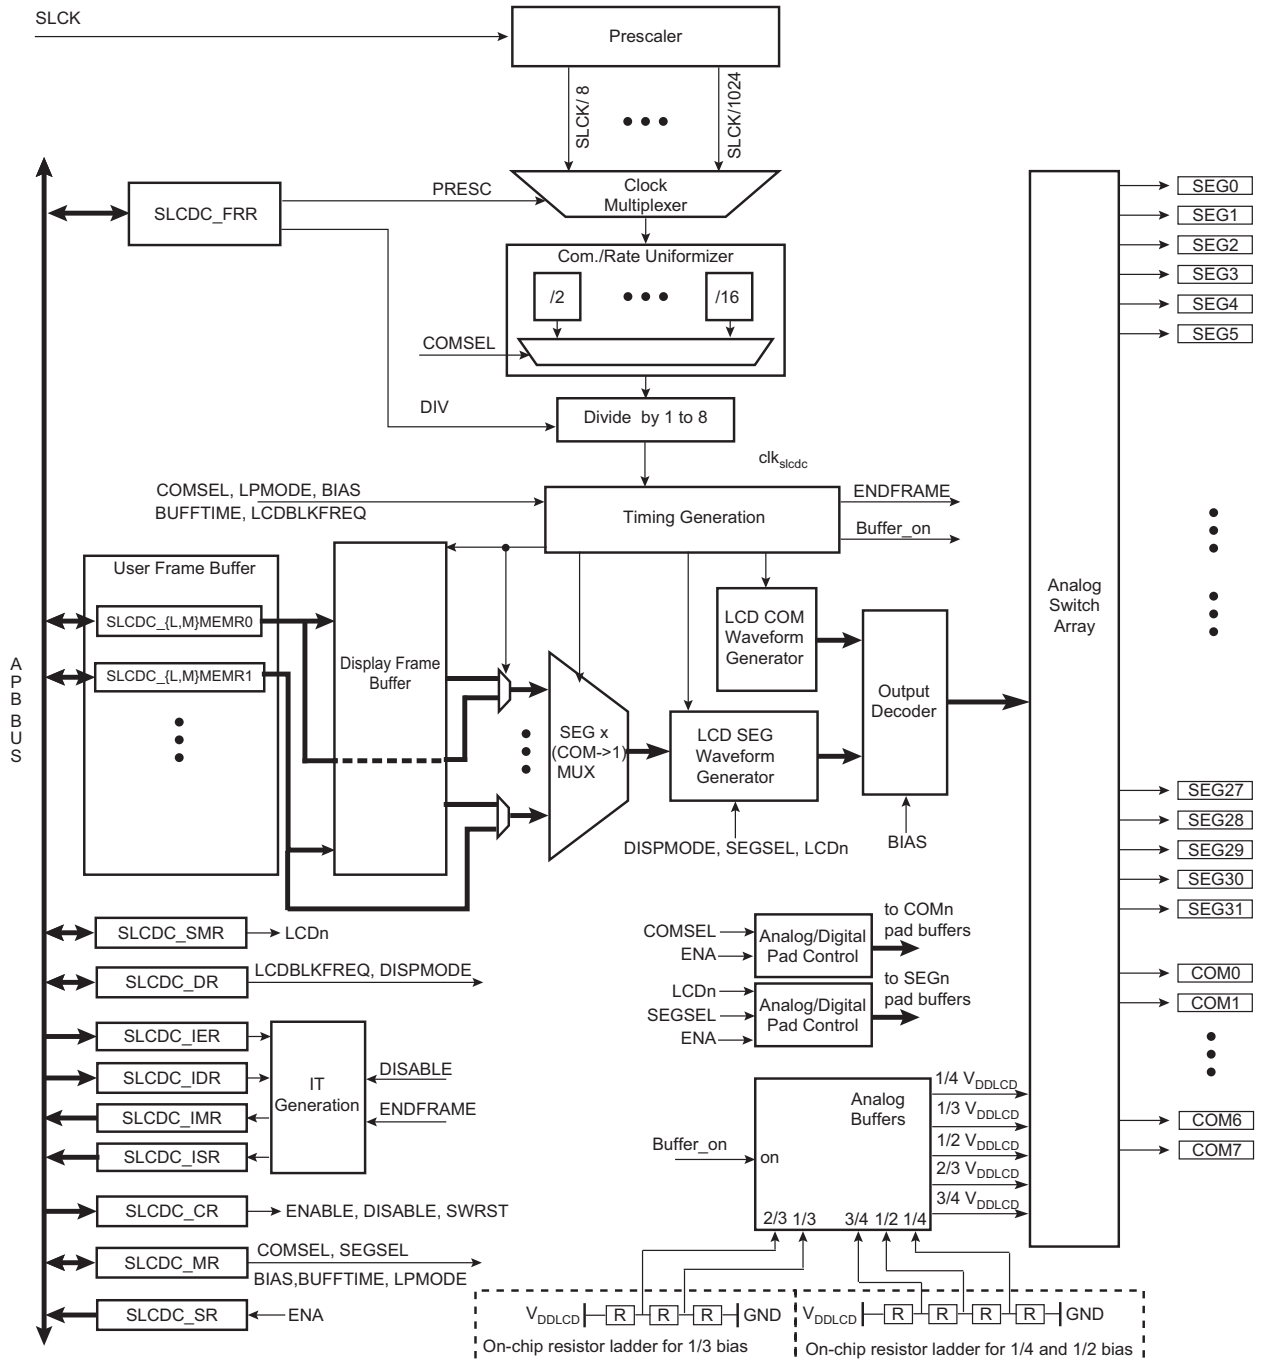 SLCK
Prescaler
SLCK/ 8
SLCK/1024
PRESC
Clock
Multiplexer
SLCDC_FRR
Com./Rate Uniformizer
/2
/16
COMSEL
DIV
Divide by 1 to 8
clkslcdc
COMSEL, LPMODE, BIAS
BUFFTIME, LCDBLKFREQ
Timing Generation
ENDFRAME
Buffer_on
User Frame Buffer
SLCDC_{L,M}MEMR0
SLCDC_{L,M}MEMR1
APB BUS
Display Frame
Buffer
SEG x
(COM->1)
MUX
LCD COM
Waveform
Generator
LCD SEG
Waveform
Generator
DISPMODE, SEGSEL, LCDn
Output
Decoder
BIAS
Analog
Switch
Array
SEG0
SEG1
SEG2
SEG3
SEG4
SEG5
SEG27
SEG28
SEG29
SEG30
SEG31
COM0
COM1
COM6
COM7
SLCDC_SMR
LCDn
SLCDC_DR
LCDBLKFREQ, DISPMODE
SLCDC_IER
SLCDC_IDR
SLCDC_IMR
SLCDC_ISR
IT
Generation
DISABLE
ENDFRAME
SLCDC_CR
ENABLE, DISABLE, SWRST
SLCDC_MR
COMSEL, SEGSEL
BIAS,BUFFTIME, LPMODE
SLCDC_SR
ENA
COMSEL
ENA
Analog/Digital
Pad Control
to COMn
pad buffers
LCDn
SEGSEL
ENA
Analog/Digital
Pad Control
to SEGn
pad buffers
Buffer_on
on
Analog
Buffers
2/3 1/3 3/4 1/2 1/4
1/4 VDDLCD
1/3 VDDLCD
1/2 VDDLCD
2/3 VDDLCD
3/4 VDDLCD
VDDLCD R R R GND
On-chip resistor ladder for 1/3 bias
VDDLCD R R R R GND
On-chip resistor ladder for 1/4 and 1/2 bias